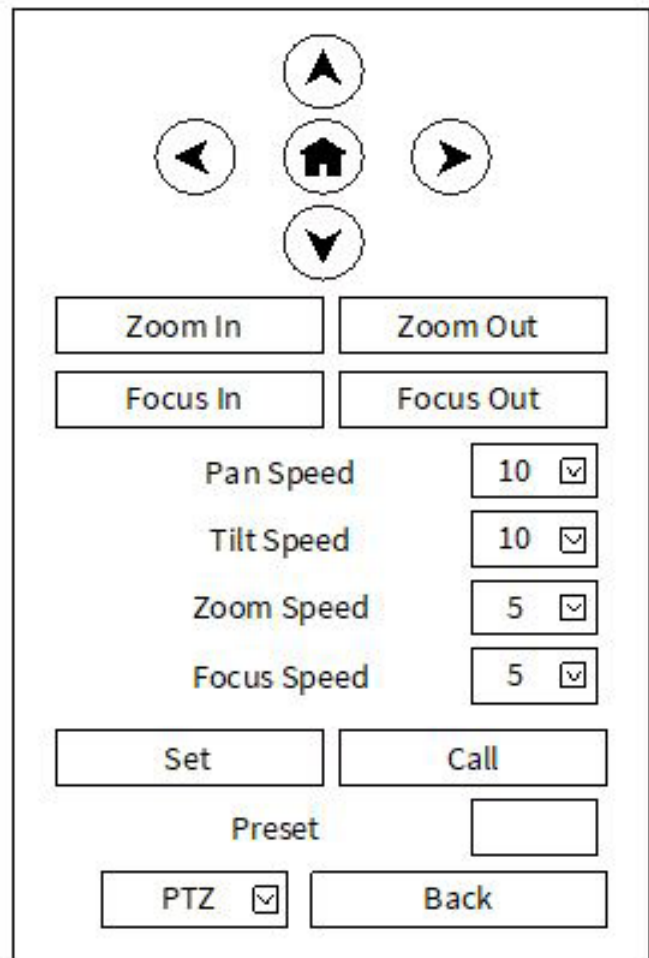 Zoom In Zoom Out
Focus In Focus Out
Pan Speed 10
Tilt Speed 10
Zoom Speed 5
Focus Speed 5
Set Call
Preset
PTZ Back